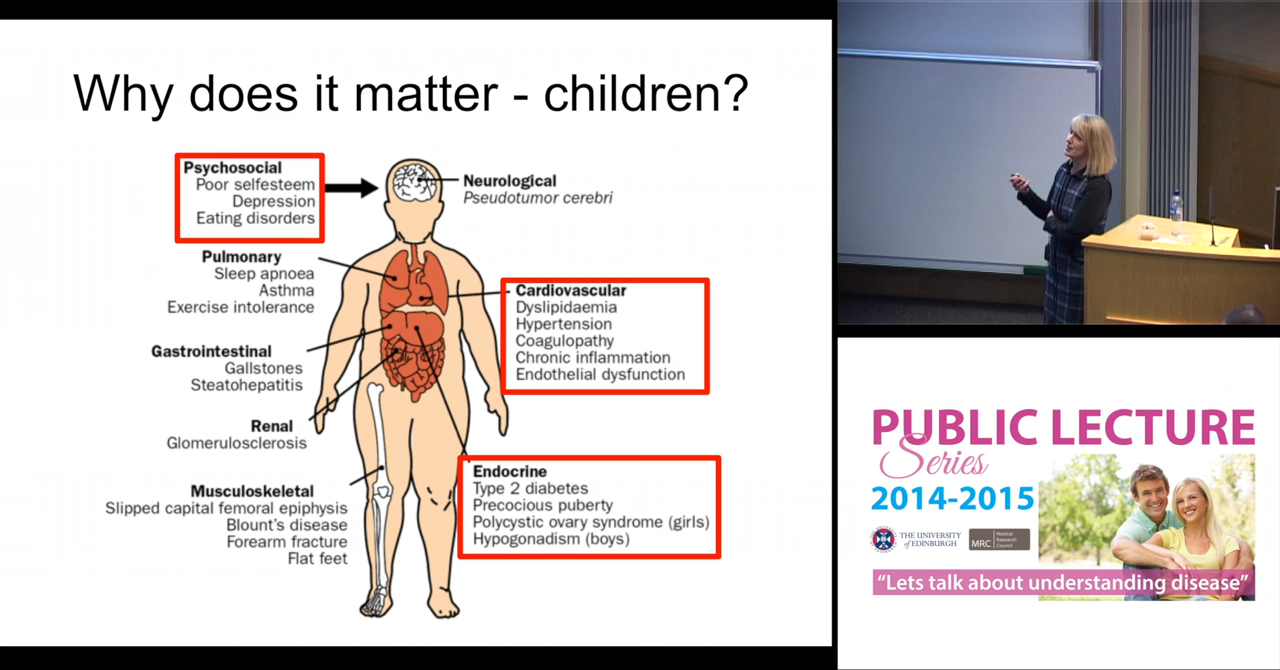 Why does it matter - children?
Psychosocial
Poor selfesteem
Depression
Eating disorders
Neurological
Pseudotumor cerebri
Pulmonary
Sleep apnoea
Asthma
Exercise intolerance
Cardiovascular
Dyslipidaemia
Hypertension
Coagulopathy
Chronic inflammation
Endothelial dysfunction
Gastrointestinal
Gallstones
Steatohepatitis
Renal
Glomerulosclerosis
Endocrine
Type 2 diabetes
Precocious puberty
Polycystic ovary syndrome (girls)
Hypogonadism (boys)
Musculoskeletal
Slipped capital femoral epiphysis
Blount's disease
Forearm fracture
Flat feet
PUBLIC LECTURE
Series
2014-2015
THE UNIVERSITY
of EDINBURGH
MRC
Medical
Research
Council
“Lets talk about understanding disease”